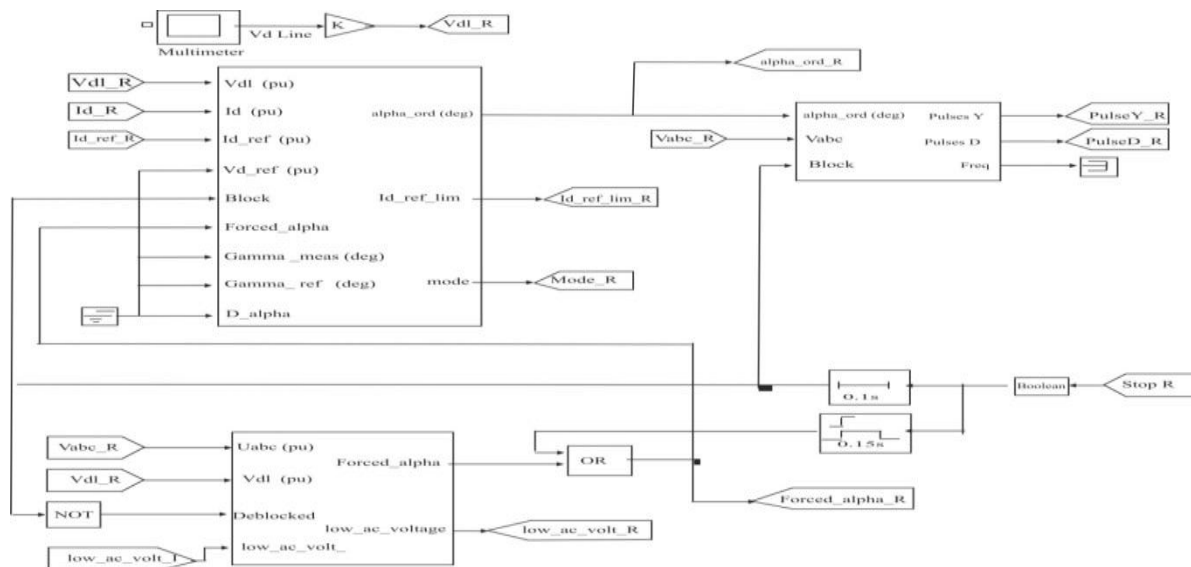 Multimeter
Vd Line
K
Vdl_R
Vdl_R
Id_R
Id_ref_R
Vdl (pu)
Id (pu)
Id_ref (pu)
Vd_ref (pu)
Block
Forced_alpha
Gamma _meas (deg)
Gamma_ ref (deg)
D_alpha
alpha_ord (deg)
Id_ref_lim
mode
alpha_ord_R
Id_ref_lim_R
Mode_R
Vabc_R
alpha_ord (deg)
Vabc
Block
Pulses Y
Pulses D
Freq
PulseY_R
PulseD_R
0.1s
0.15s
Boolean
Stop R
Vabc_R
Vdl_R
NOT
low_ac_volt_I
Uabc (pu)
Vdl (pu)
Deblocked
low_ac_volt_
Forced_alpha
low_ac_voltage
OR
Forced_alpha_R
low_ac_volt_R